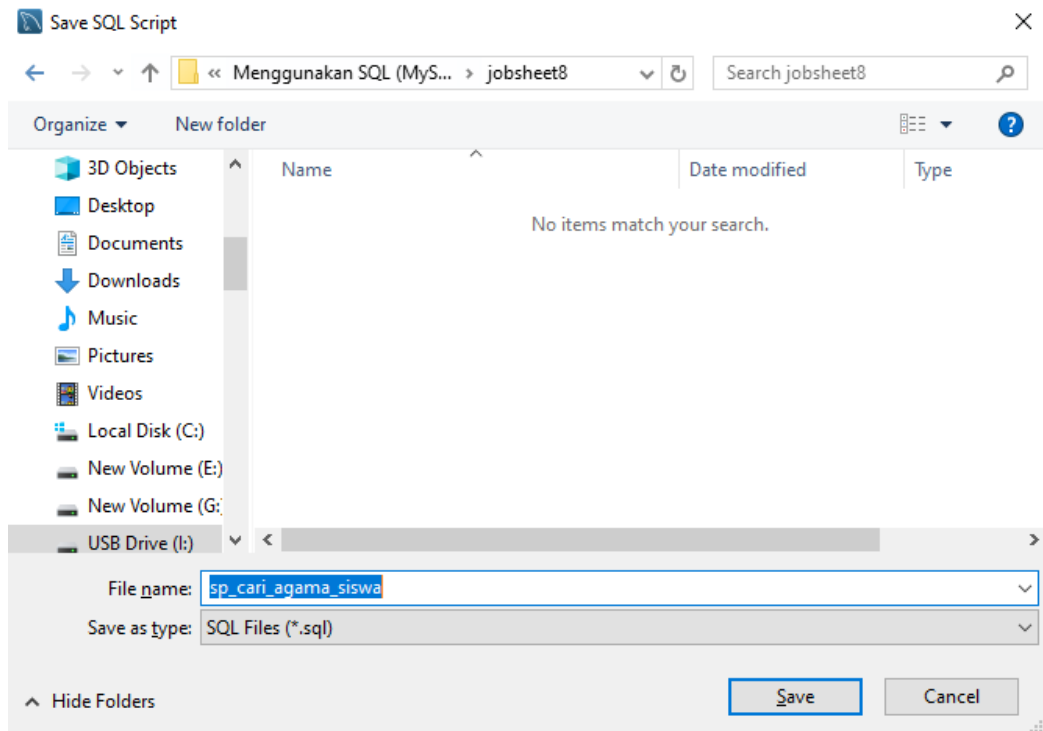 Save SQL Script
« Menggunakan SQL (MyS... › jobsheet8
Search jobsheet8
Organize
New folder
3D Objects
Desktop
Documents
Downloads
Music
Pictures
Videos
Local Disk (C:)
New Volume (E:)
New Volume (G:
USB Drive (I:)
Name
Date modified
Type
No items match your search.
File name: sp_cari_agama_siswa
Save as type: SQL Files (*.sql)
Hide Folders
Save
Cancel